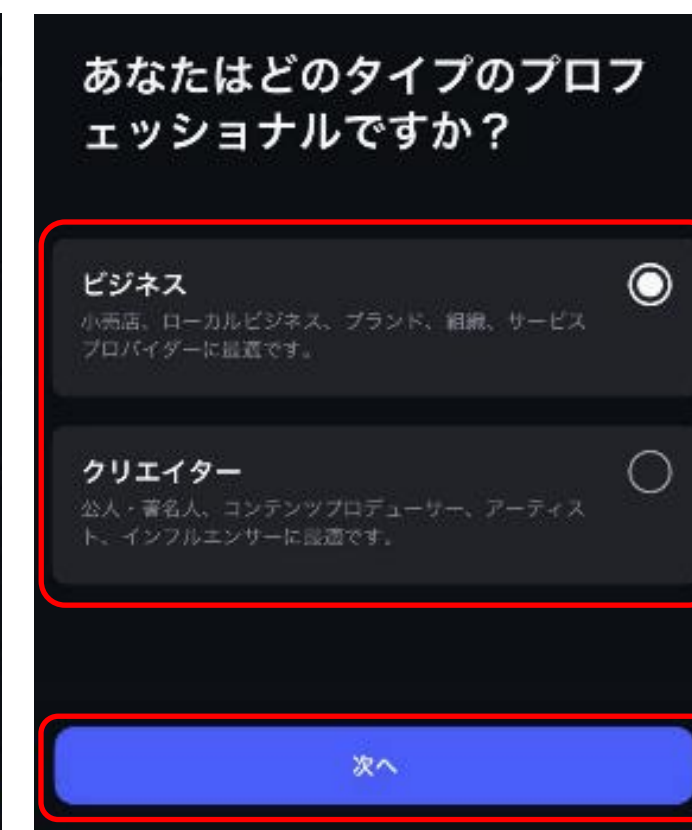 あなたはどのタイプのプロフ
ェッショナルですか？
ビジネス
小売店、ローカルビジネス、ブランド、組織、サービス
プロバイダーに最適です。
クリエイター
公人・著名人、コンテンツプロデューサー、アーティス
ト、インフルエンサーに最適です。
次へ